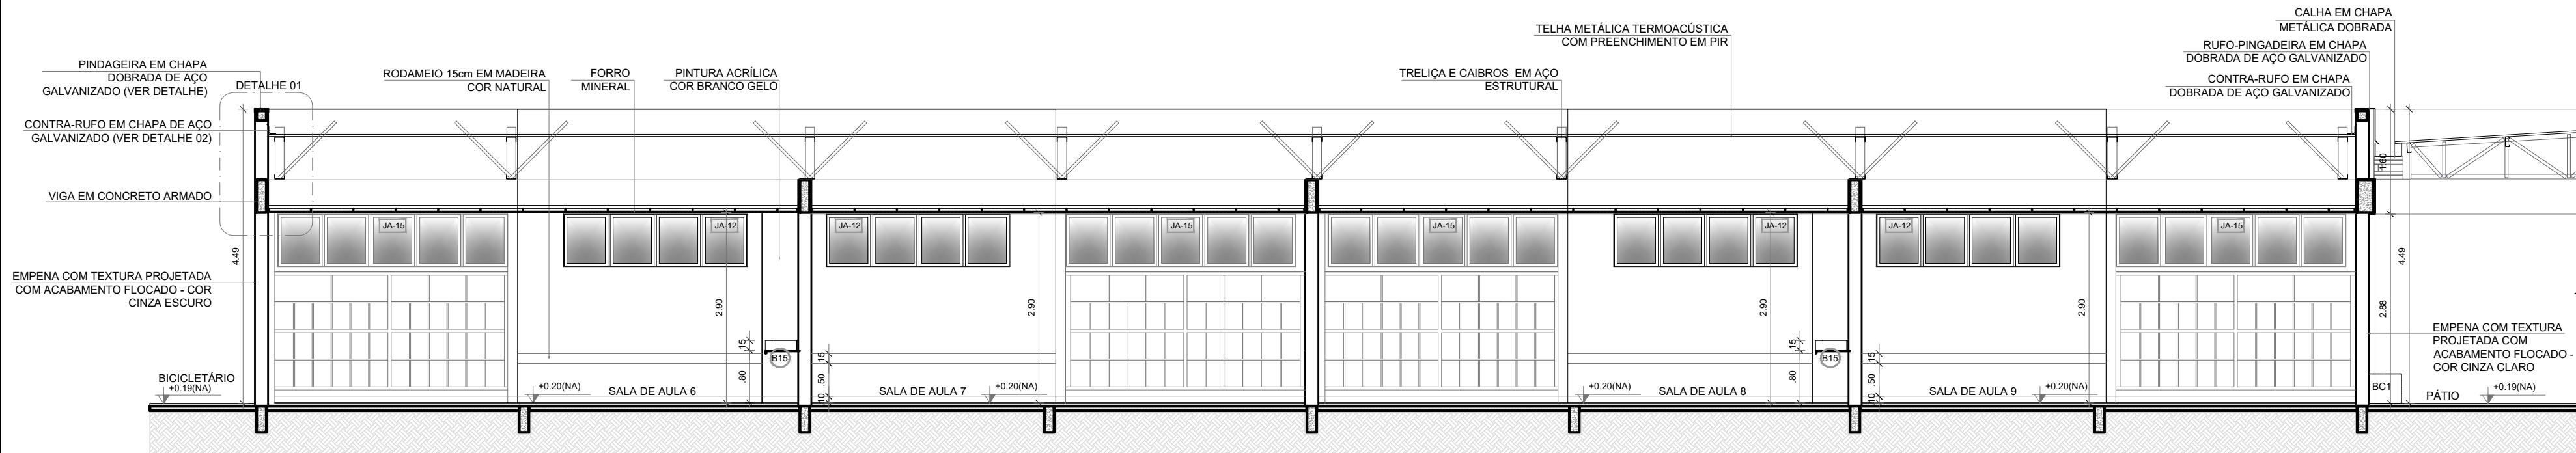 CALHA EM CHAPA
METÁLICA DOBRADA
TELHA METÁLICA TERMOACÚSTICA
COM PREENCHIMENTO EM PIR
RUFO-PINGADEIRA EM CHAPA
DOBRADA DE AÇO GALVANIZADO
PINDAGEIRA EM CHAPA
DOBRADA DE AÇO
GALVANIZADO (VER DETALHE)
DETALHE 01
RODAMEIO 15cm EM MADEIRA
COR NATURAL
FORRO
MINERAL
PINTURA ACRÍLICA
COR BRANCO GELO
TRELIÇA E CAIBROS EM AÇO
ESTRUTURAL
CONTRA-RUFO EM CHAPA
DOBRADA DE AÇO GALVANIZADO
CONTRA-RUFO EM CHAPA DE AÇO
GALVANIZADO (VER DETALHE 02)
1.60
VIGA EM CONCRETO ARMADO
JA-15
JA-12
JA-12
JA-15
JA-15
JA-12
JA-12
JA-15
4.49
4.49
EMPENA COM TEXTURA PROJETADA
COM ACABAMENTO FLOCADO - COR
CINZA ESCURO
2.90
2.90
2.90
2.90
2.88
EMPENA COM TEXTURA
PROJETADA COM
ACABAMENTO FLOCADO -
COR CINZA CLARO
.15
B15
.15
.15
B15
.15
.80
.50
.80
.50
10
10
BICICLETÁRIO
+0.19(NA)
+0.20(NA)
SALA DE AULA 6
SALA DE AULA 7
+0.20(NA)
+0.20(NA)
SALA DE AULA 8
SALA DE AULA 9
+0.20(NA)
BC1
PÁTIO
+0.19(NA)